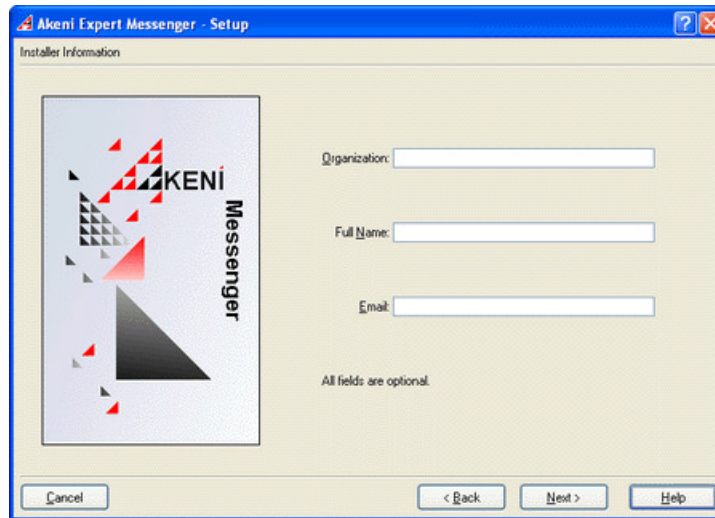 Akeni Expert Messenger - Setup
Installer Information
AKENi
Messenger
Organization:
Full Name:
Email:
All fields are optional.
Cancel
< Back
Next >
Help